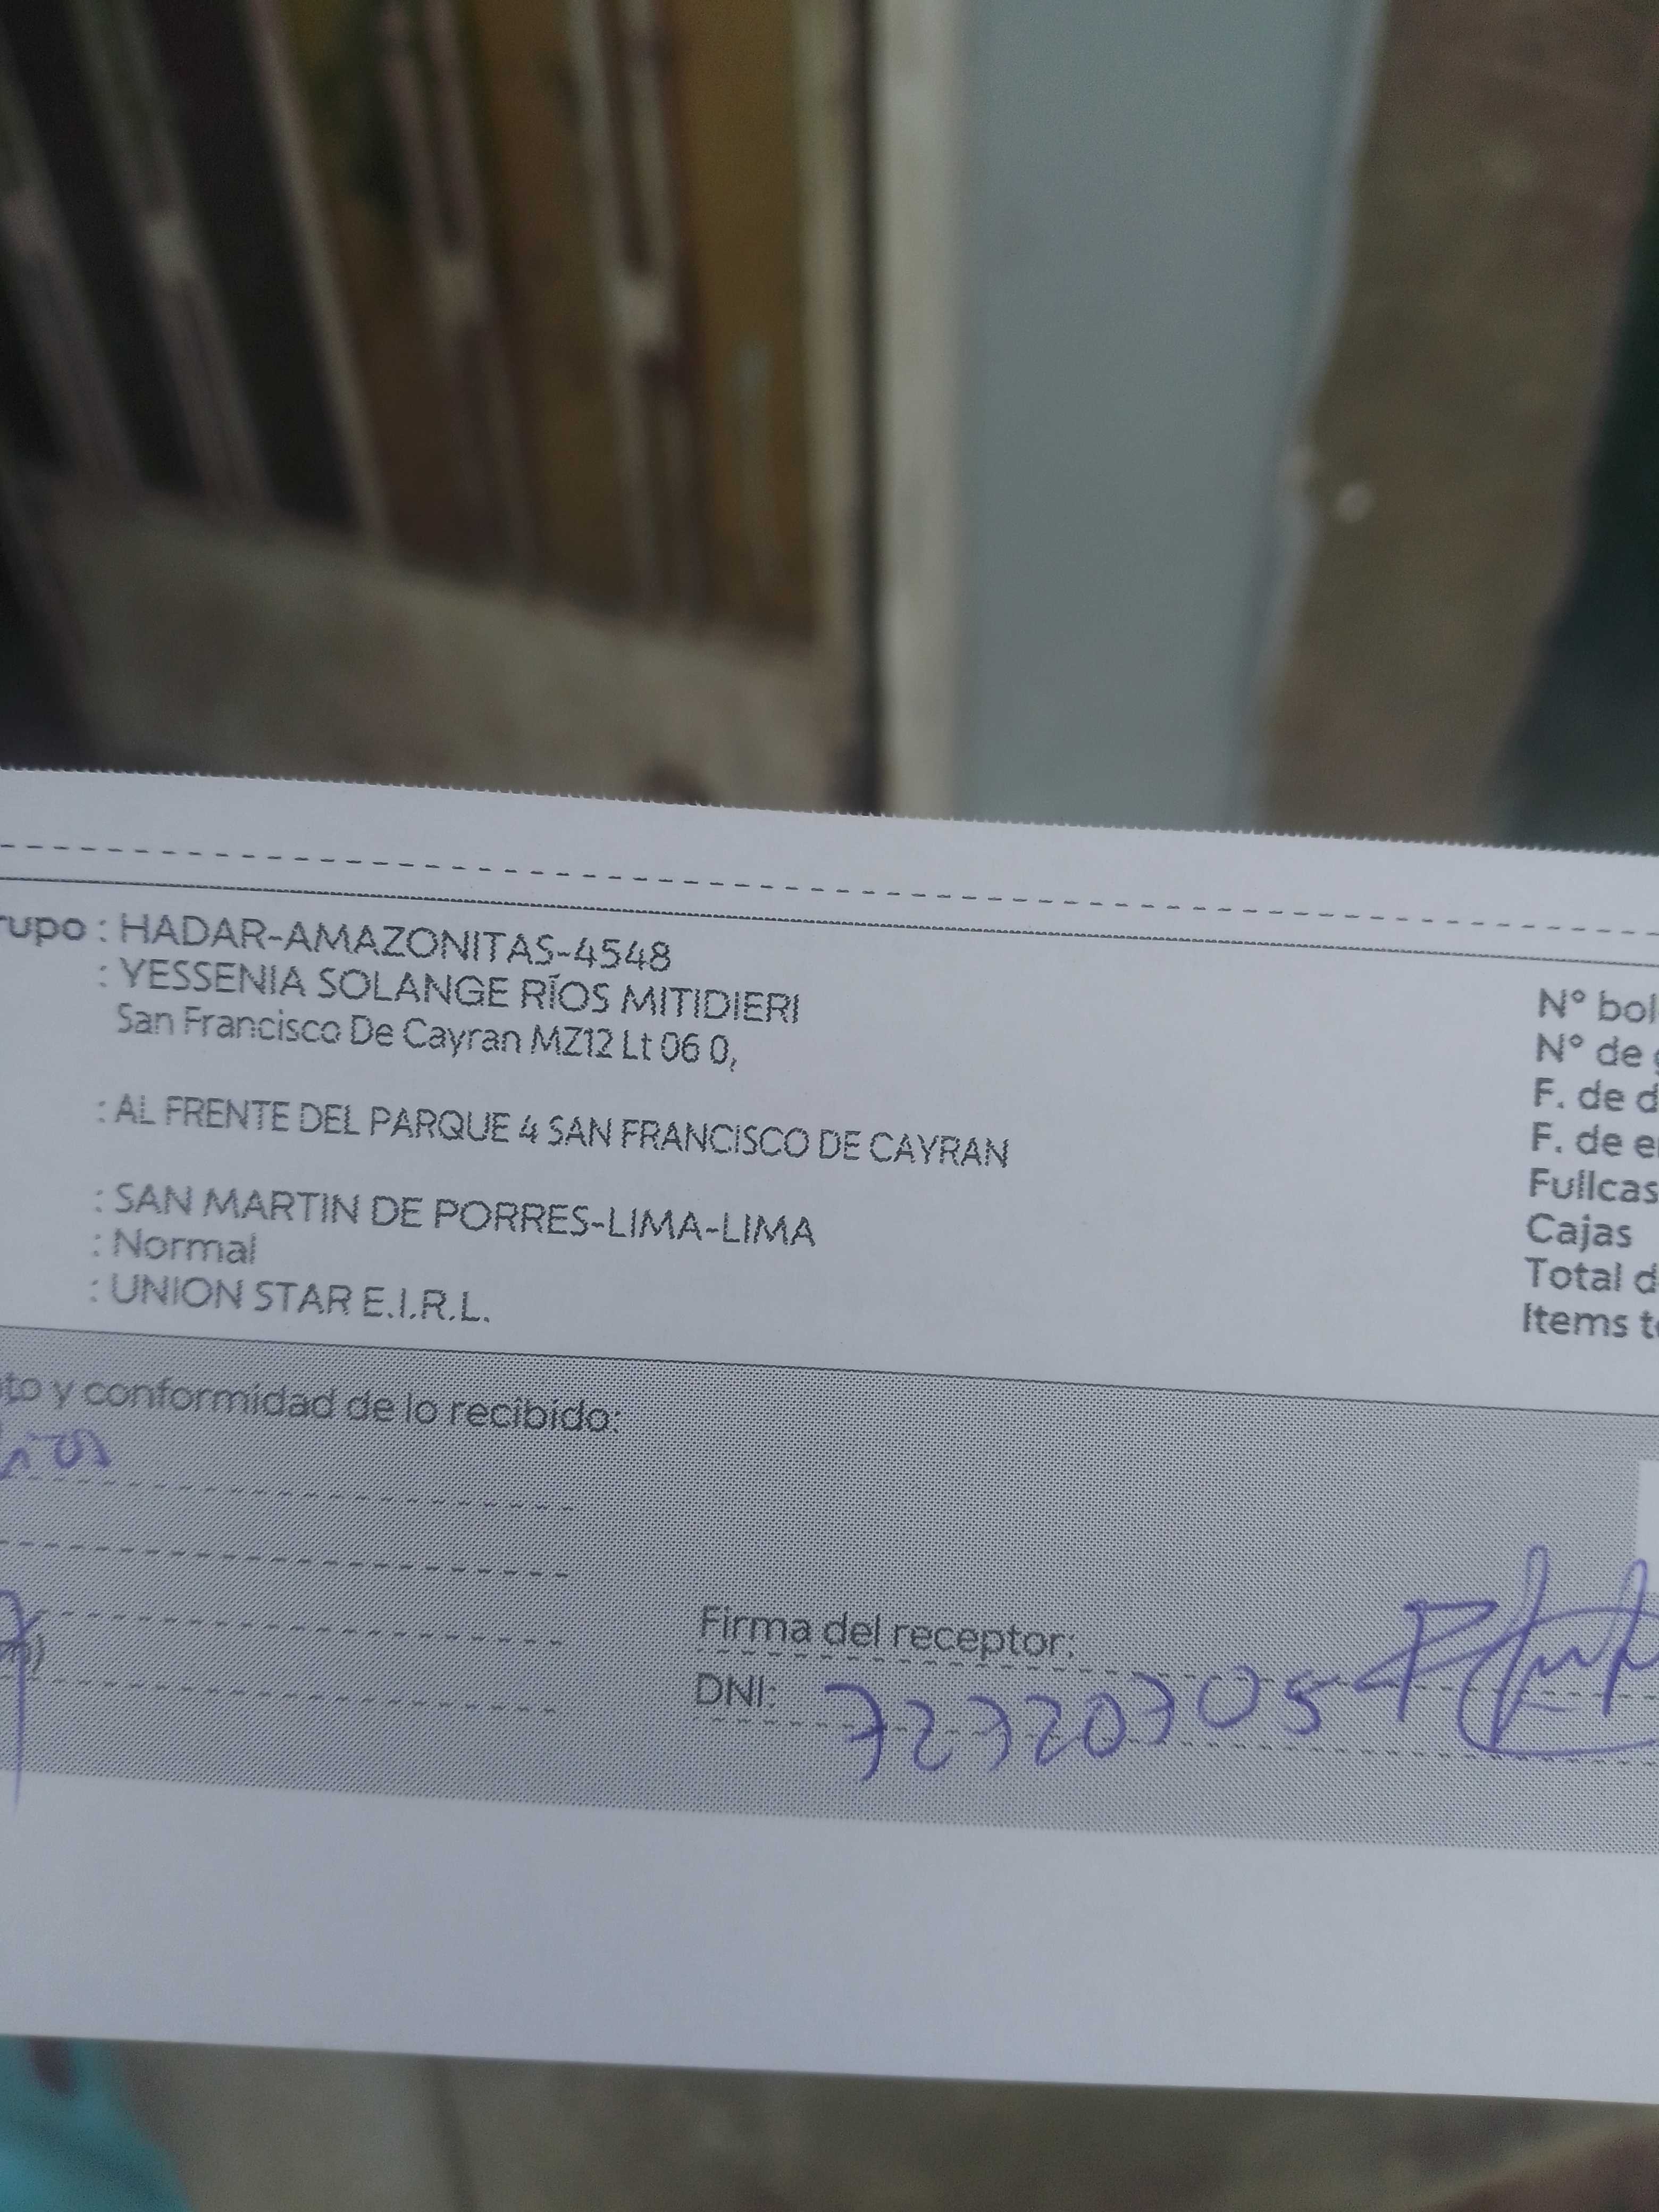 rupo : HADAR-AMAZONITAS-4548
: YESSENIA SOLANGE RÍOS MITIDIERI
San Francisco De Cayran MZ12 Lt 06 0,
: AL FRENTE DEL PARQUE 4 SAN FRANCISCO DE CAYRAN
: SAN MARTIN DE PORRES-LIMA-LIMA
: Normal
: UNION STAR E.I.R.L.
N° bol
N° de
F. de d
F. de e
Fullcas
Cajas
Total d
Items t
to y conformidad de lo recibido:
Firma del receptor:
DNI: 72720705